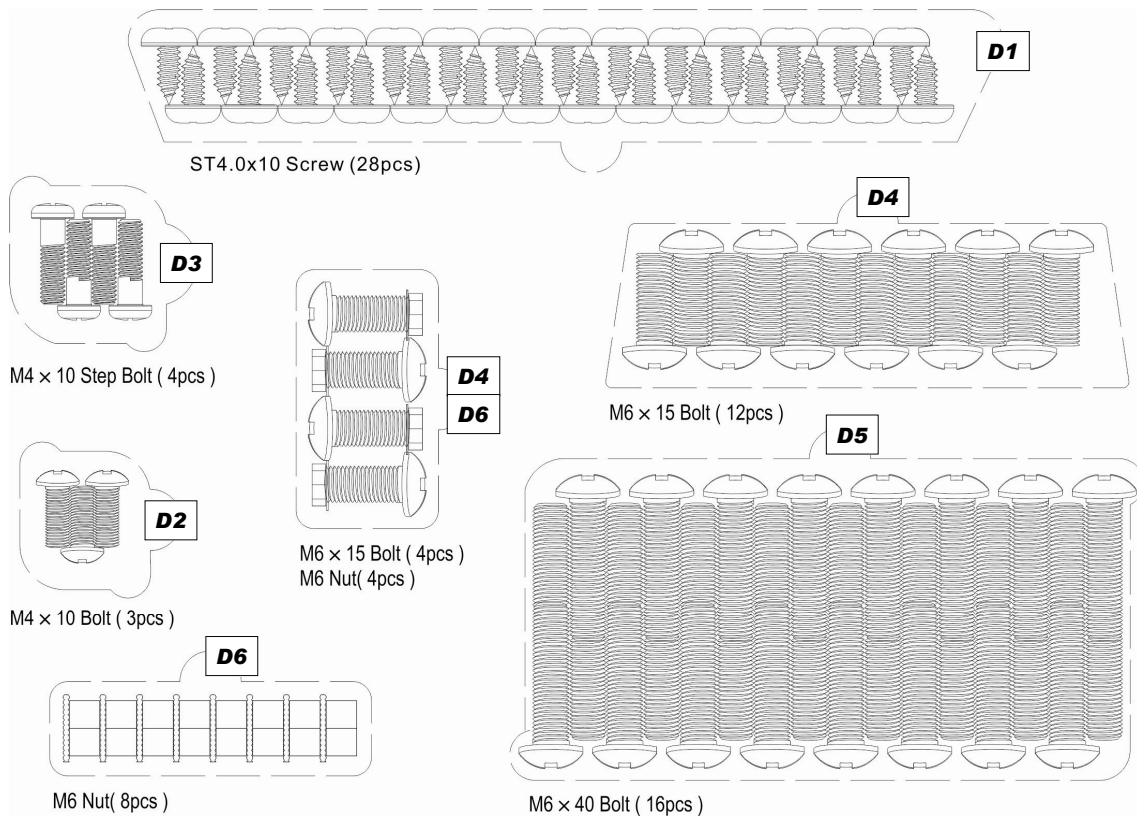 D1
ST4.0x10 Screw (28pcs)
D3
M4 × 10 Step Bolt ( 4pcs )
D4
M6 × 15 Bolt ( 12pcs )
D4
D6
M6 × 15 Bolt ( 4pcs )
M6 Nut( 4pcs)
D2
M4 × 10 Bolt ( 3pcs )
D5
M6 × 40 Bolt ( 16pcs )
D6
M6 Nut( 8pcs )